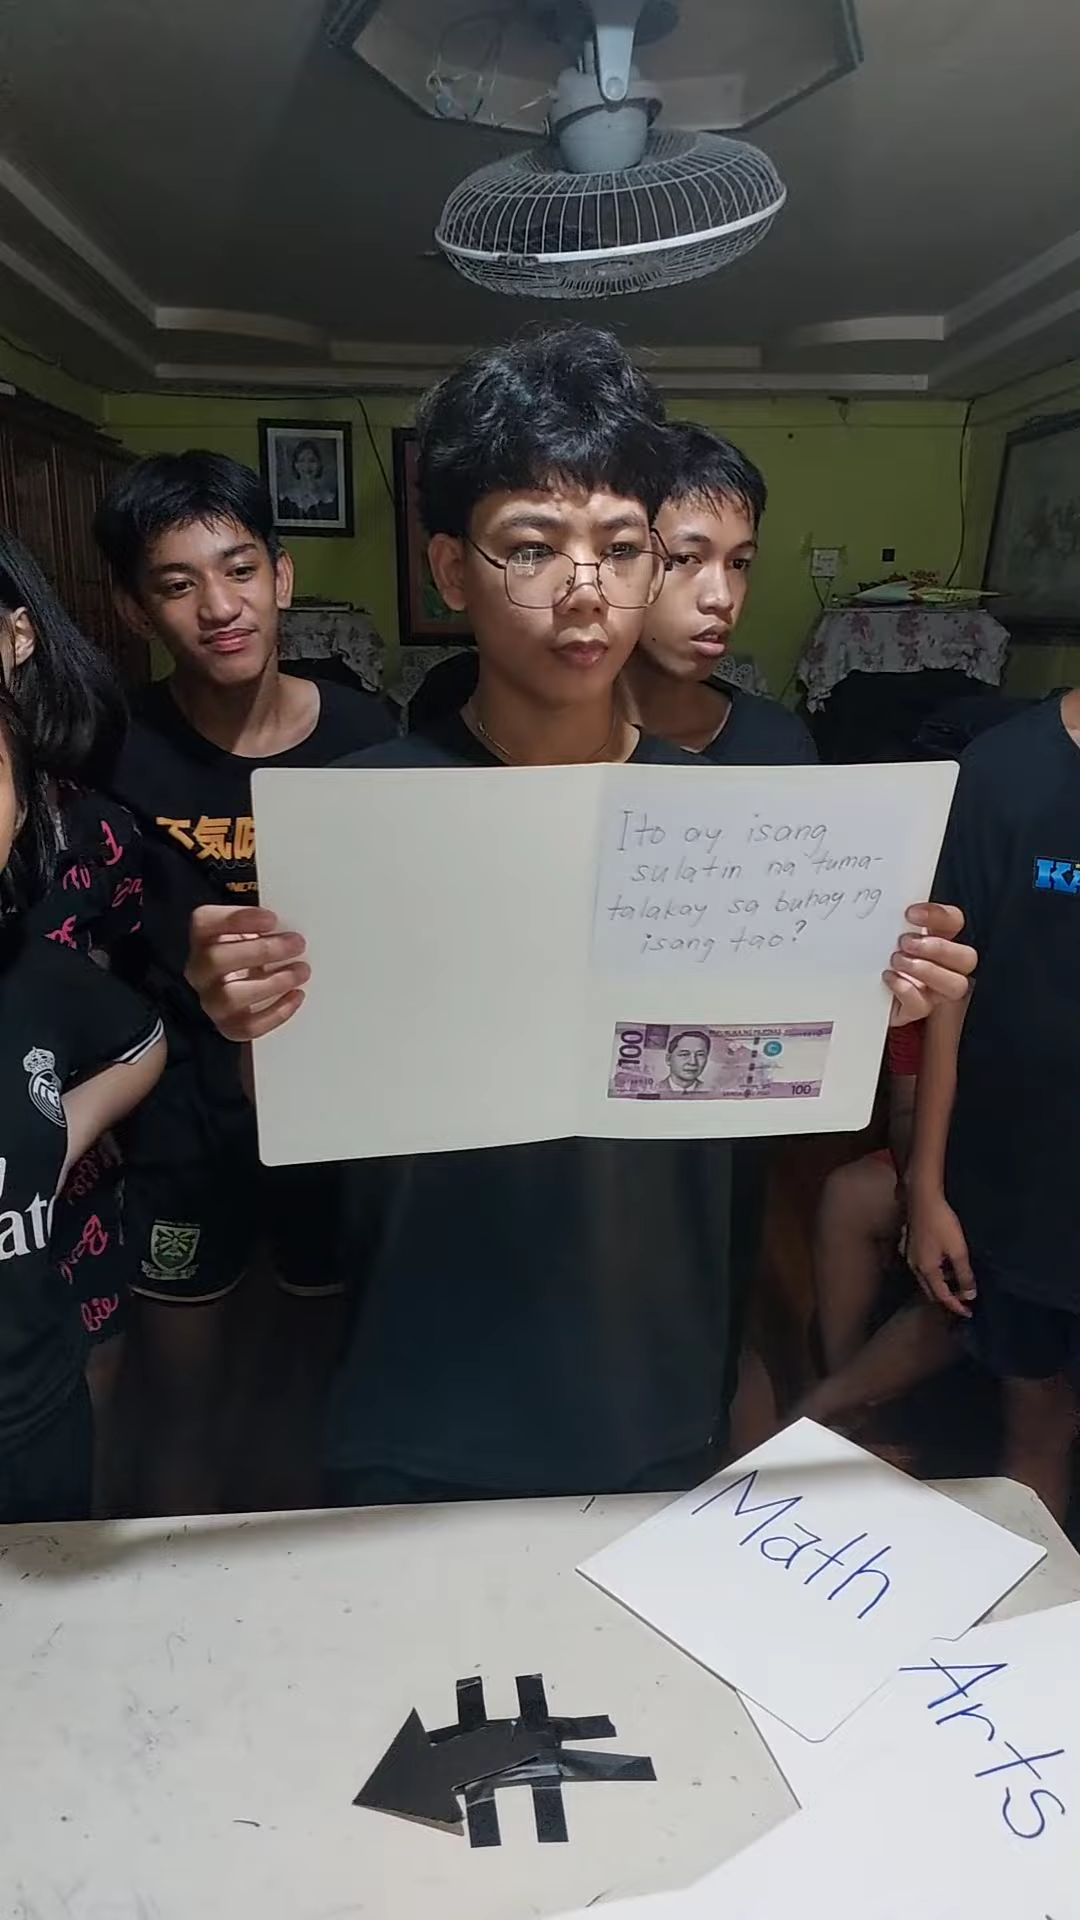 Ito ay isang
sulatin na tuma-
talakay sa buhay ng
isang tao?
100
100
Math
Arts